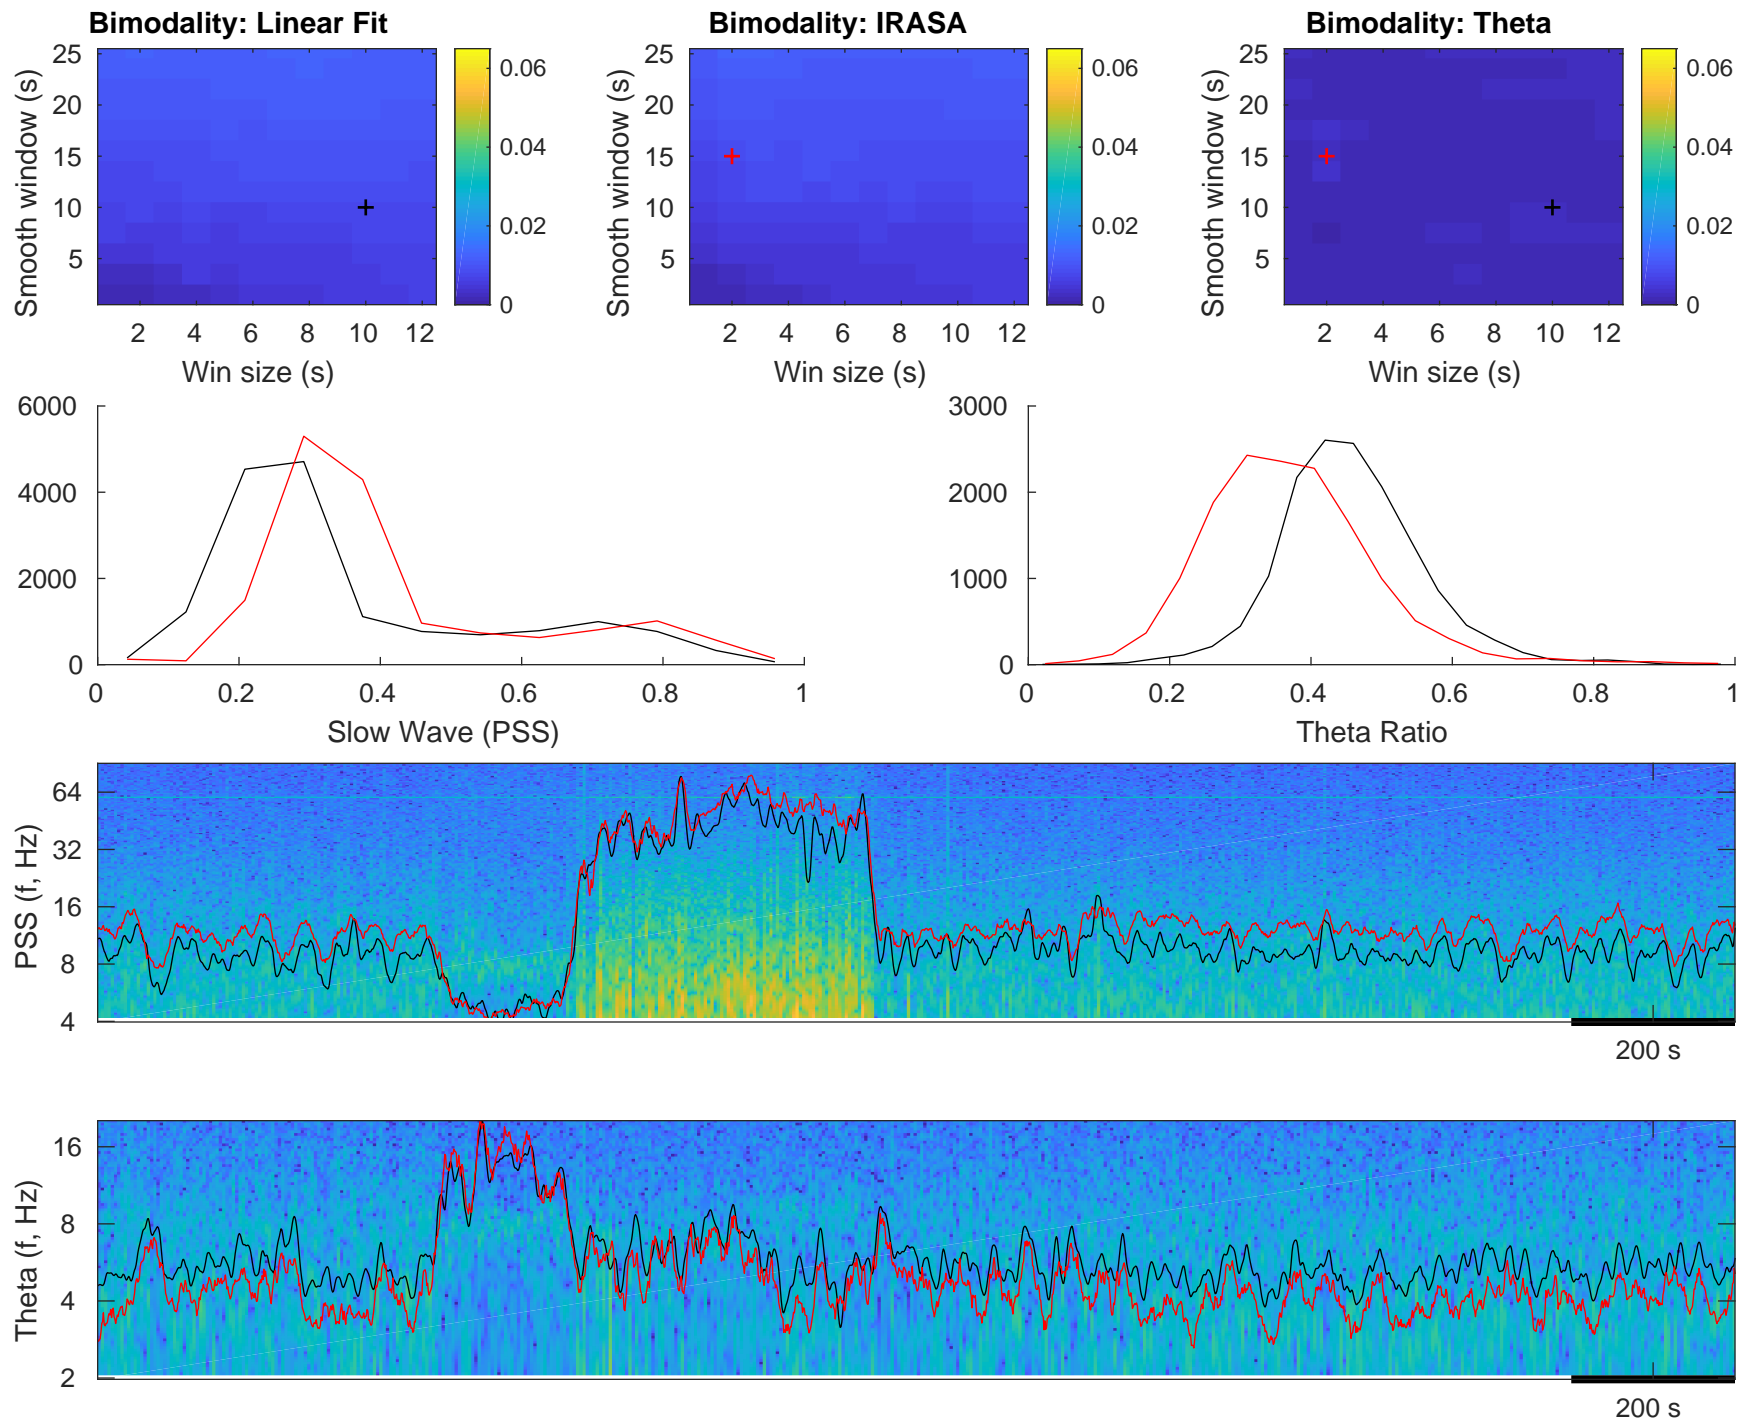 Bimodality: Linear Fit
Bimodality: IRASA
Bimodality: Theta
Smooth window (s)
25
20
15
10
5
2 4 6 8 10 12
Win size (s)
0.06
0.04
0.02
0
Smooth window (s)
25
20
15
10
5
2 4 6 8 10 12
Win size (s)
0.06
0.04
0.02
0
Smooth window (s)
25
20
15
10
5
2 4 6 8 10 12
Win size (s)
0.06
0.04
0.02
0
6000
4000
2000
0
0 0.2 0.4 0.6 0.8 1
Slow Wave (PSS)
3000
2000
1000
0
0 0.2 0.4 0.6 0.8 1
Theta Ratio
PSS (f, Hz)
64
32
16
8
4
200 s
Theta (f, Hz)
16
8
4
2
200 s